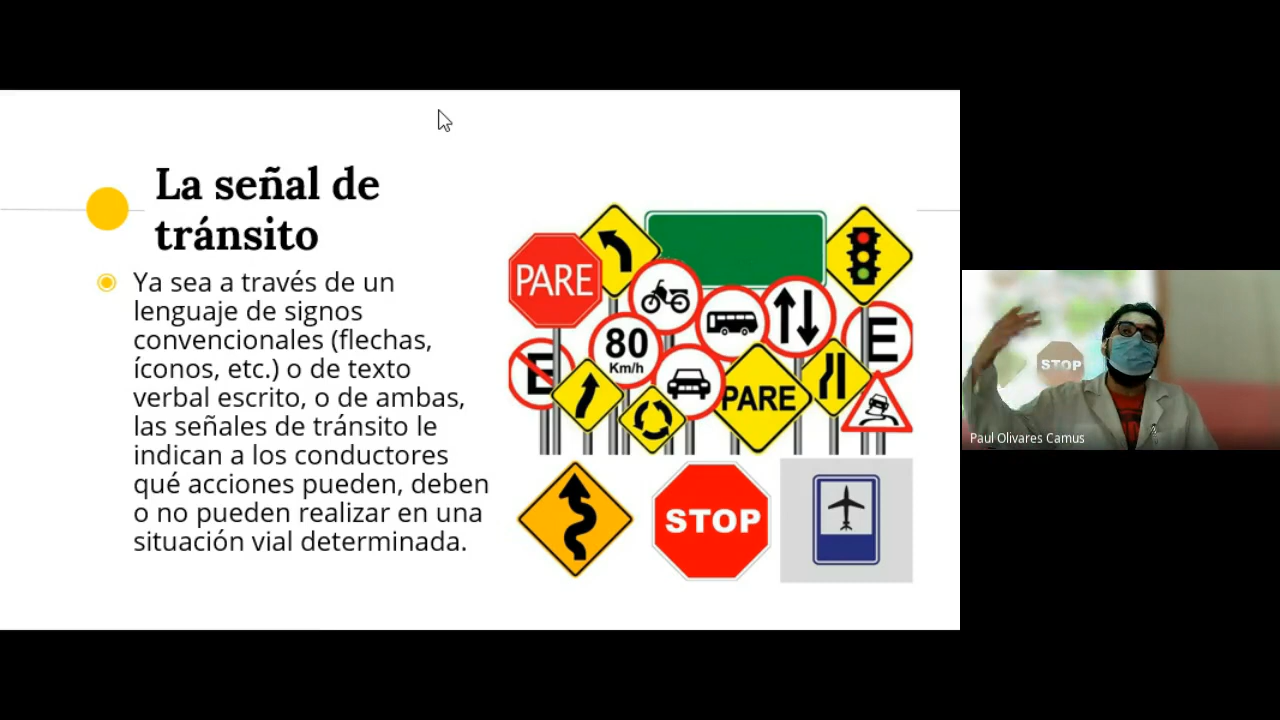 La señal de
tránsito
Ya sea a través de un
lenguaje de signos
convencionales (flechas,
íconos, etc.) o de texto
verbal escrito, o de ambas,
las señales de tránsito le
indican a los conductores
qué acciones pueden, deben
o no pueden realizar en una
situación vial determinada.
PARE
80
Km/h
E
E
PARE
STOP
STOP
Paul Olivares Camus